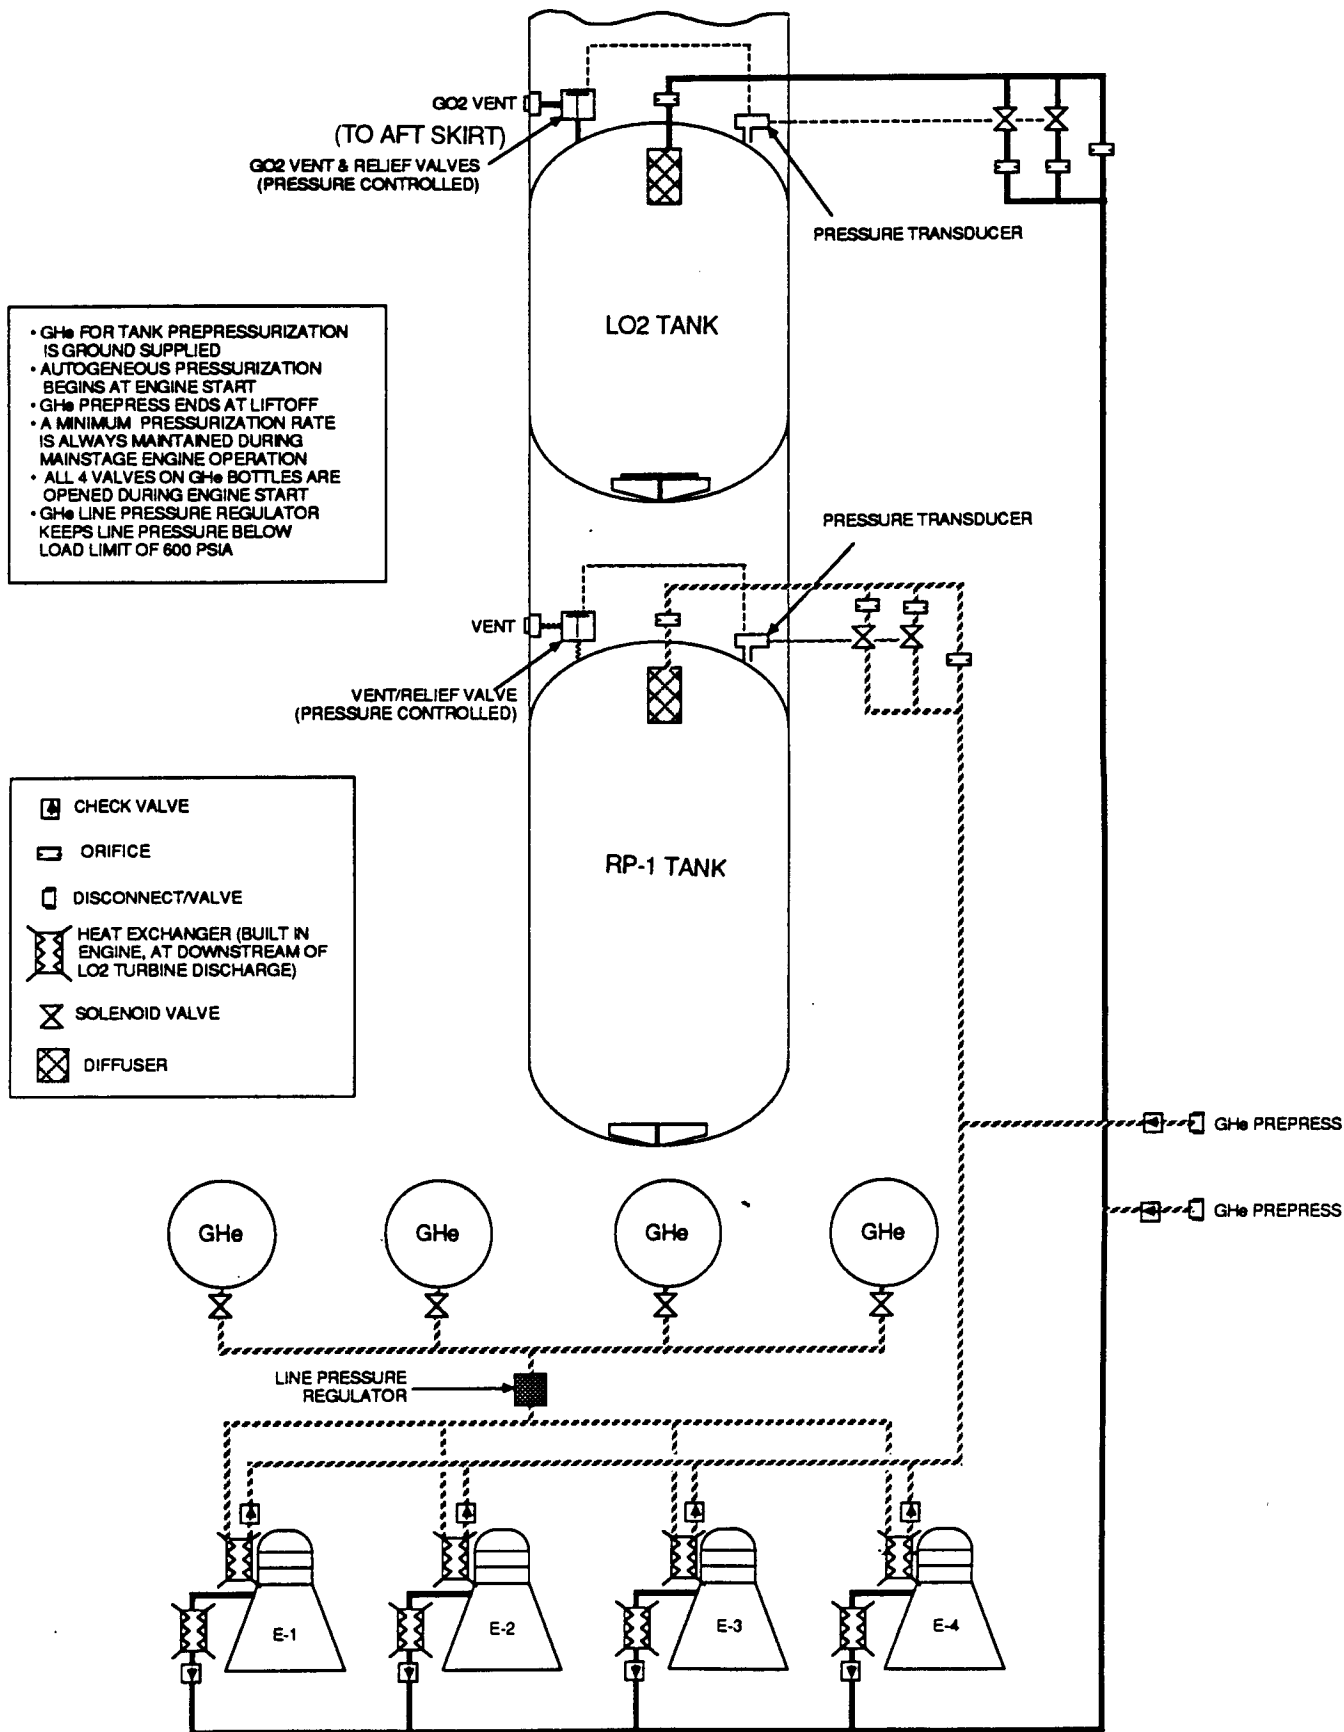 GO2 VENT
(TO AFT SKIRT)
GO2 VENT & RELIEF VALVES
(PRESSURE CONTROLLED)
PRESSURE TRANSDUCER
LO2 TANK
• GHe FOR TANK PREPRESSURIZATION
IS GROUND SUPPLIED
• AUTOGENEOUS PRESSURIZATION
BEGINS AT ENGINE START
• GHe PREPRESS ENDS AT LIFTOFF
• A MINIMUM PRESSURIZATION RATE
IS ALWAYS MAINTAINED DURING
MAINSTAGE ENGINE OPERATION
• ALL 4 VALVES ON GHe BOTTLES ARE
OPENED DURING ENGINE START
• GHe LINE PRESSURE REGULATOR
KEEPS LINE PRESSURE BELOW
LOAD LIMIT OF 600 PSIA
PRESSURE TRANSDUCER
VENT
VENT/RELIEF VALVE
(PRESSURE CONTROLLED)
RP-1 TANK
CHECK VALVE
ORIFICE
DISCONNECT/VALVE
HEAT EXCHANGER (BUILT IN
ENGINE, AT DOWNSTREAM OF
LO2 TURBINE DISCHARGE)
SOLENOID VALVE
DIFFUSER
GHe PREPRESS
GHe PREPRESS
GHe
GHe
GHe
GHe
LINE PRESSURE
REGULATOR
E-1
E-2
E-3
E-4